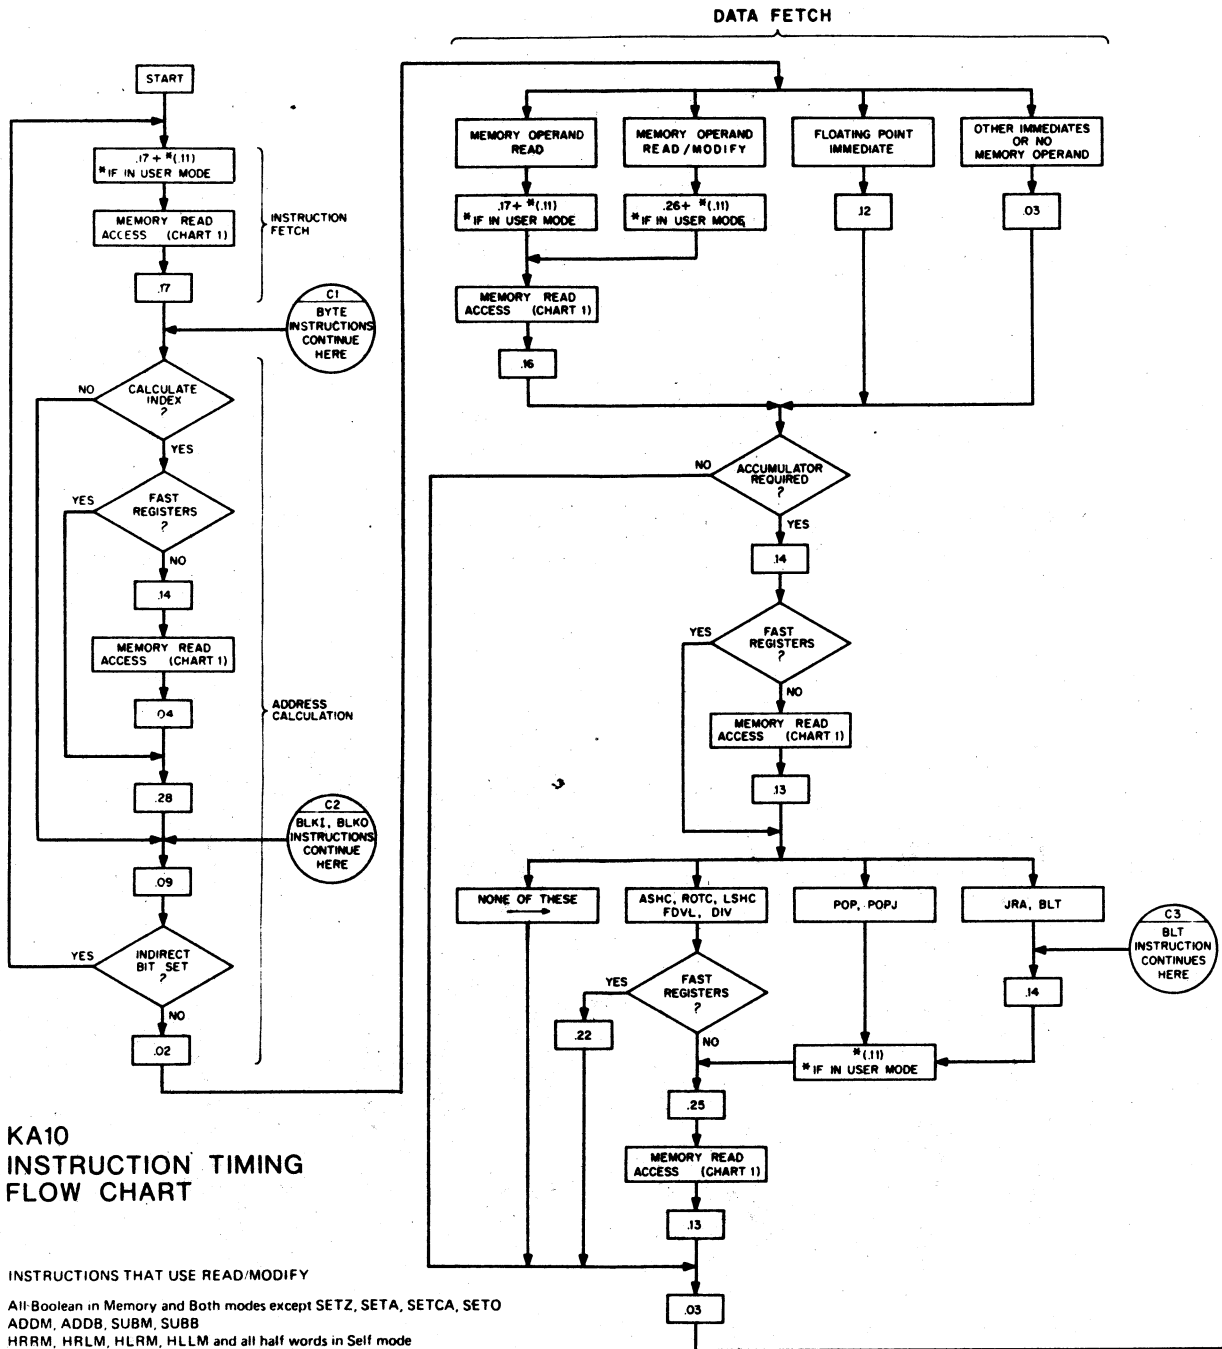 DATA FETCH
START
.17 + *(.11)
*IF IN USER MODE
MEMORY READ
ACCESS (CHART 1)
.17
INSTRUCTION
FETCH
C1
BYTE
INSTRUCTIONS
CONTINUE
HERE
CALCULATE
INDEX
?
NO
YES
FAST
REGISTERS
?
YES
NO
.14
MEMORY READ
ACCESS (CHART 1)
.04
ADDRESS
CALCULATION
.28
C2
BLKI, BLKO
INSTRUCTIONS
CONTINUE
HERE
.09
INDIRECT
BIT SET
?
YES
NO
.02
MEMORY OPERAND
READ
MEMORY OPERAND
READ/MODIFY
FLOATING POINT
IMMEDIATE
OTHER IMMEDIATES
OR NO
MEMORY OPERAND
.17+ *(.11)
*IF IN USER MODE
.26+ *(.11)
*IF IN USER MODE
.12
.03
MEMORY READ
ACCESS (CHART 1)
.16
ACCUMULATOR
REQUIRED
?
NO
YES
.14
FAST
REGISTERS
?
YES
NO
MEMORY READ
ACCESS (CHART 1)
.13
NONE OF THESE
ASHC, ROTC, LSHC
FDVL, DIV
POP, POPJ
JRA, BLT
C3
BLT
INSTRUCTION
CONTINUES
HERE
FAST
REGISTERS
?
YES
NO
.22
.14
*(.11)
*IF IN USER MODE
.25
MEMORY READ
ACCESS (CHART 1)
.13
.03
KA10
INSTRUCTION TIMING
FLOW CHART
INSTRUCTIONS THAT USE READ/MODIFY
All Boolean in Memory and Both modes except SETZ, SETA, SETCA, SETO
ADDM, ADDB, SUBM, SUBB
HRRM, HRLM, HLRM, HLLM and all half words in Self mode